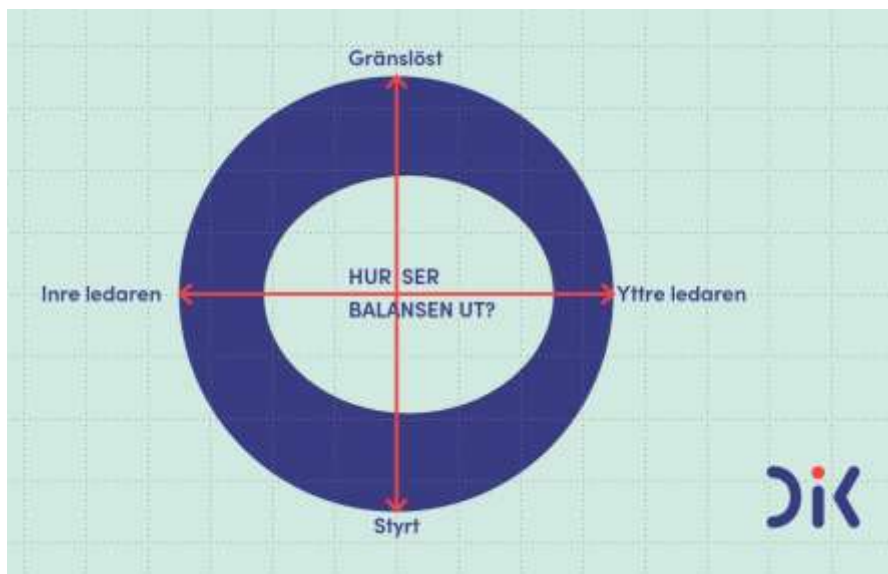 Gränslöst
HUR SER
Inre ledaren
Yttre ledaren
BALANSEN UT?
Styrt
DiK